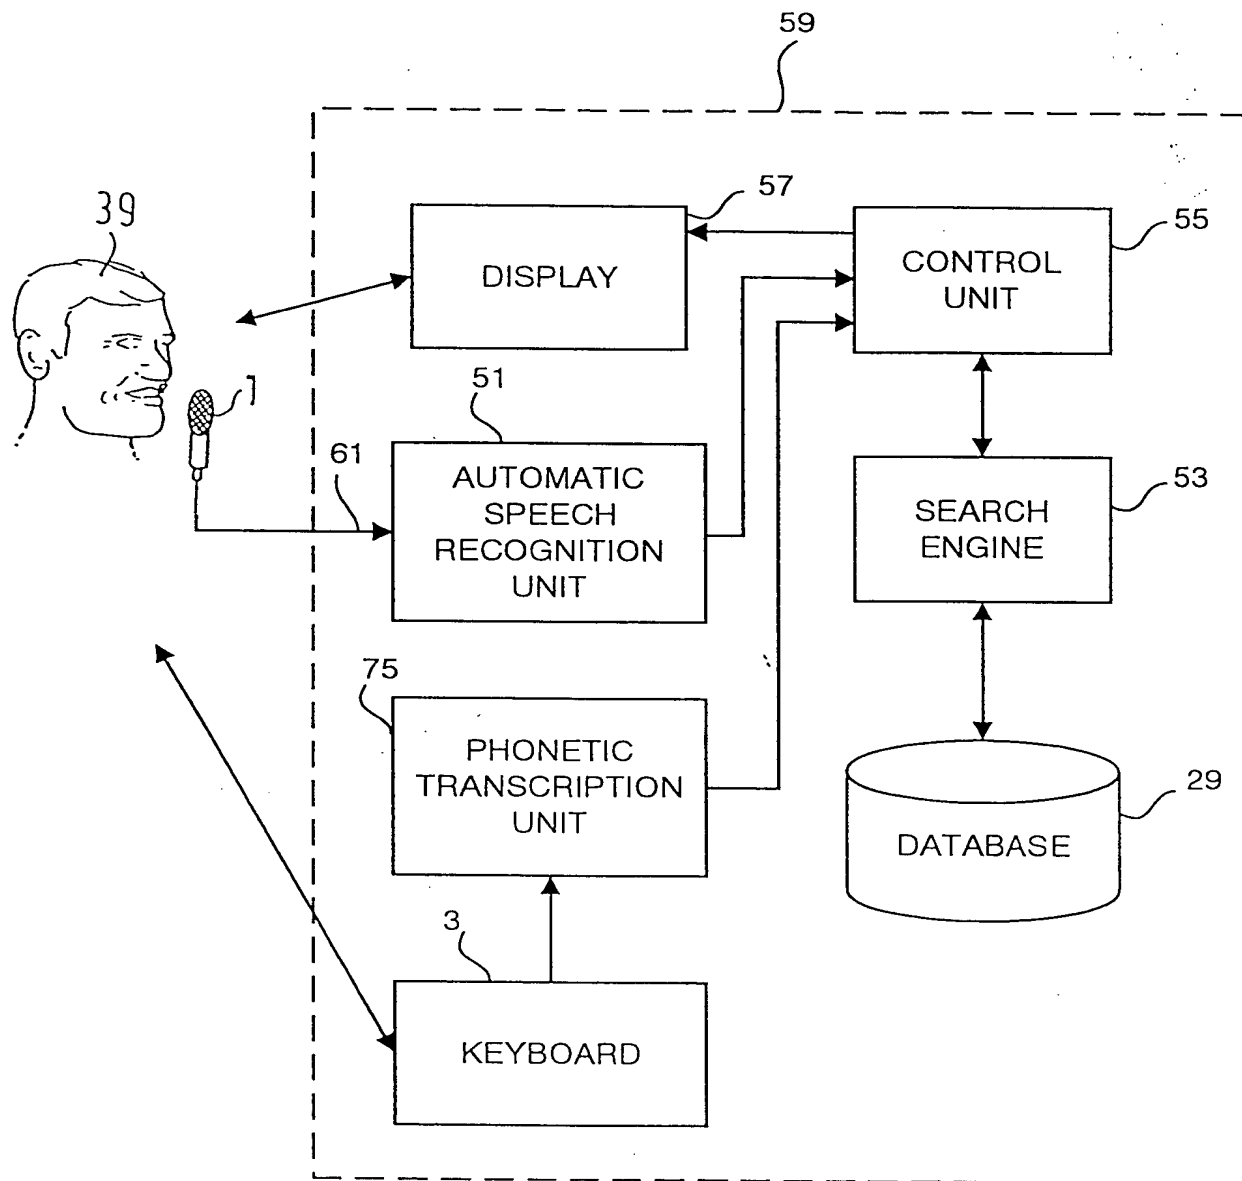 59
39
57
DISPLAY
55
CONTROL
UNIT
7
61
51
AUTOMATIC
SPEECH
RECOGNITION
UNIT
53
SEARCH
ENGINE
75
PHONETIC
TRANSCRIPTION
UNIT
29
DATABASE
3
KEYBOARD